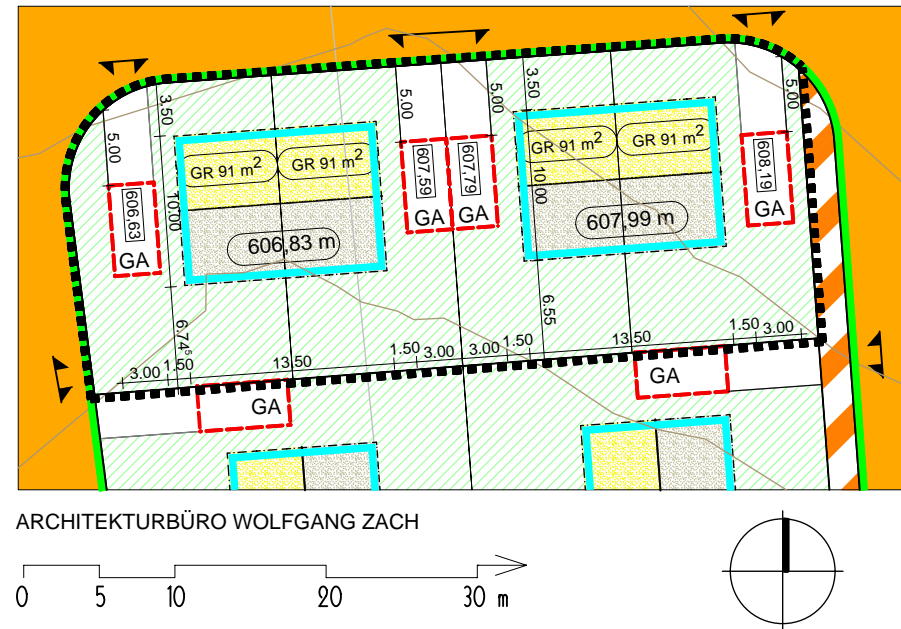 3.50
5.00
5.00
5.00
3.50
5.00
GR 91 m²
GR 91 m²
GR 91 m²
GR 91 m²
606,63
607,59
607,79
608,19
10.00
10.00
GA
GA
GA
GA
606,83 m
607,99 m
6.74⁵
6.55
3.00
1.50
13.50
1.50
3.00
3.00
1.50
13.50
1.50
3.00
GA
GA
ARCHITEKTURBÜRO WOLFGANG ZACH
0 5 10 20 30 m